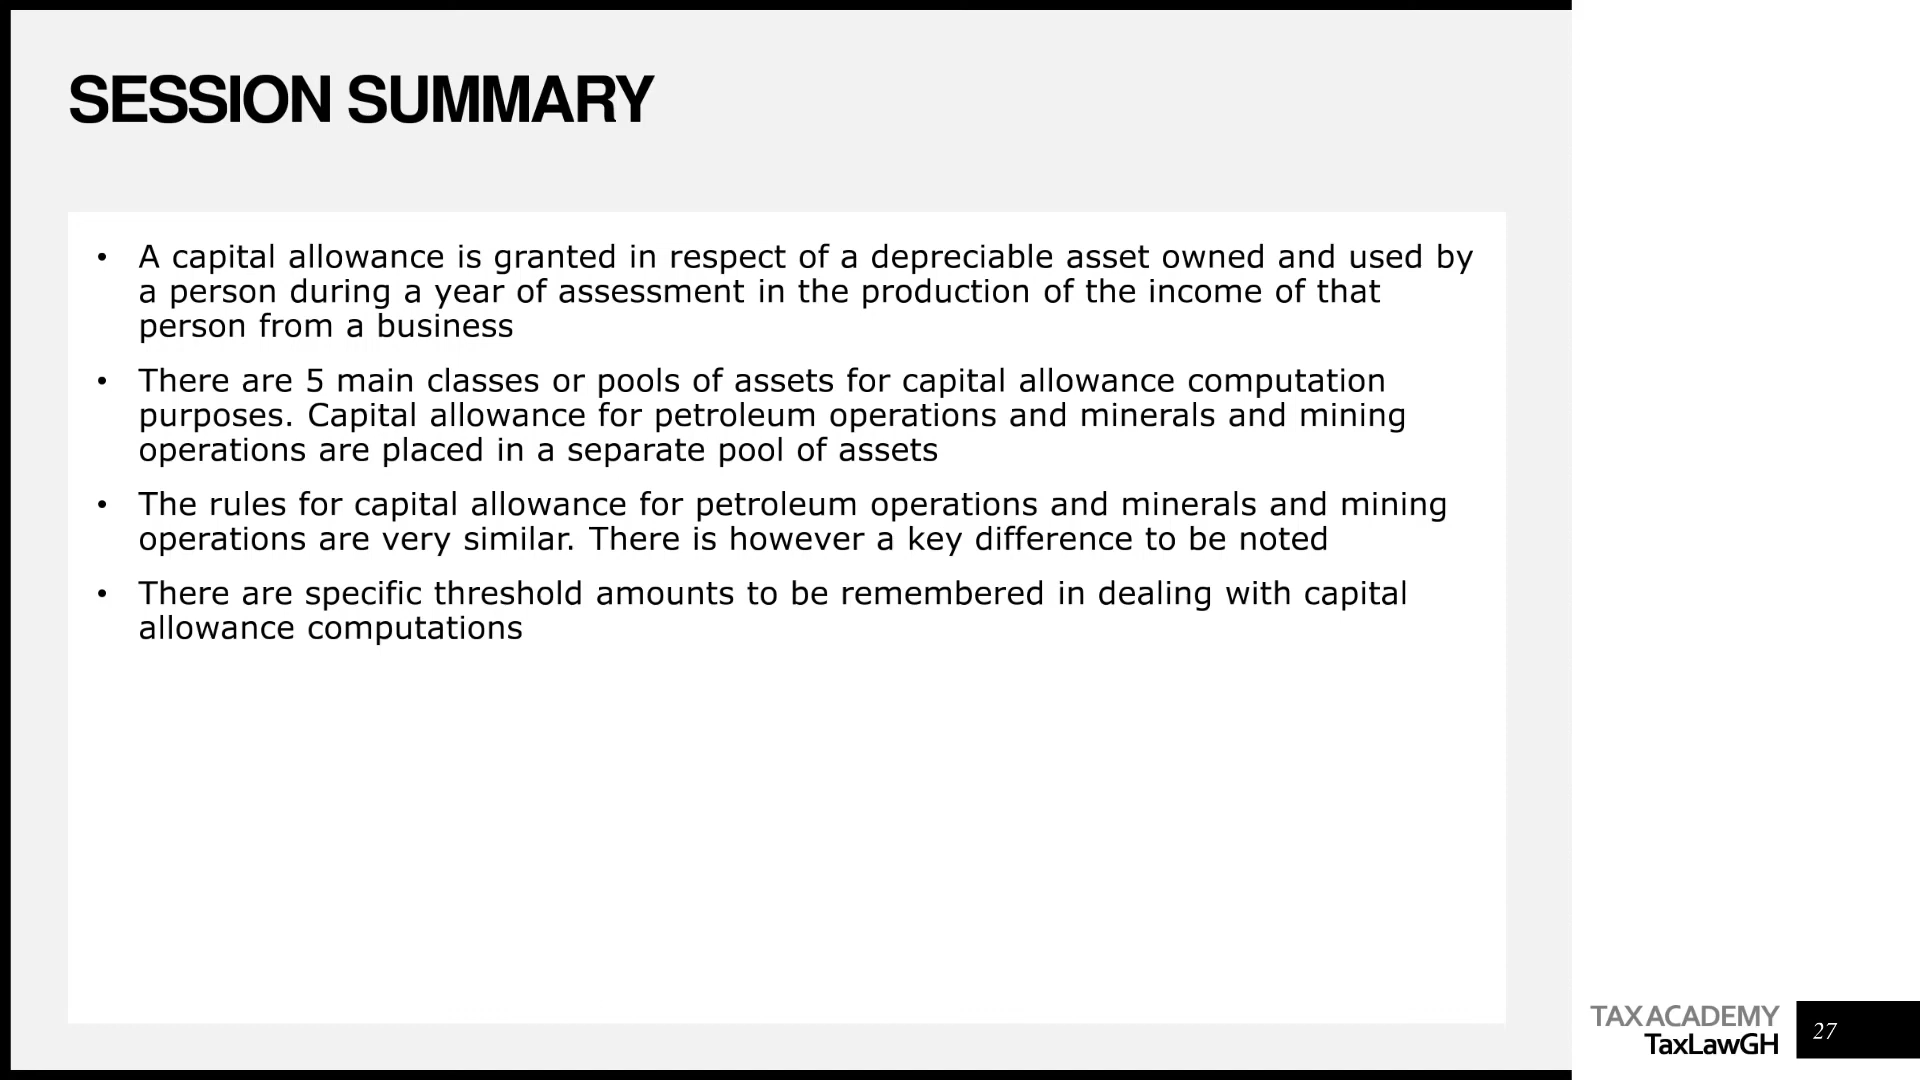 SESSION SUMMARY
• A capital allowance is granted in respect of a depreciable asset owned and used by
a person during a year of assessment in the production of the income of that
person from a business
• There are 5 main classes or pools of assets for capital allowance computation
purposes. Capital allowance for petroleum operations and minerals and mining
operations are placed in a separate pool of assets
• The rules for capital allowance for petroleum operations and minerals and mining
operations are very similar. There is however a key difference to be noted
• There are specific threshold amounts to be remembered in dealing with capital
allowance computations
TAX ACADEMY
TaxLawGH
27